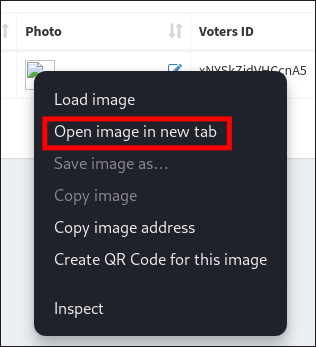 Photo Voters ID
xNYSkZidVHCcnA5
Load image
Open image in new tab
Save image as...
Copy image
Copy image address
Create QR Code for this image
Inspect